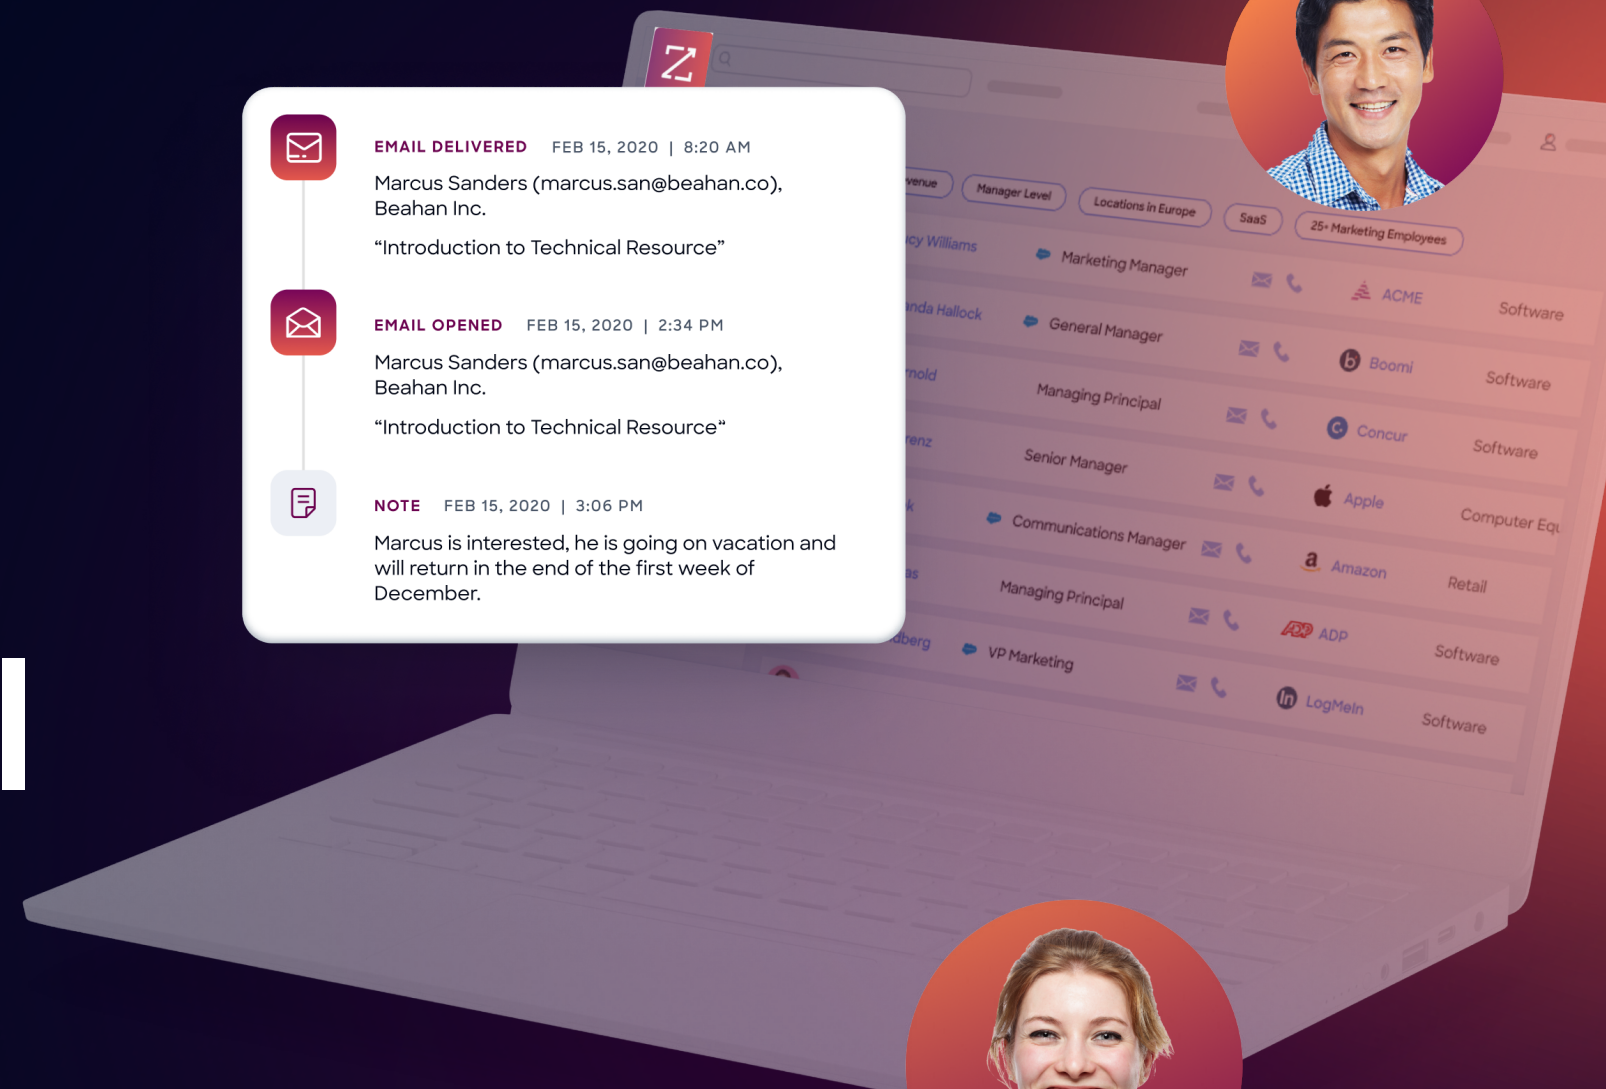 EMAIL DELIVERED FEB 15, 2020 | 8:20 AM
Marcus Sanders (marcus.san@beahan.co),
Beahan Inc.
“Introduction to Technical Resource”
EMAIL OPENED FEB 15, 2020 | 2:34 PM
Marcus Sanders (marcus.san@beahan.co),
Beahan Inc.
“Introduction to Technical Resource“
NOTE FEB 15, 2020 | 3:06 PM
Marcus is interested, he is going on vacation and
will return in the end of the first week of
December.
Manager Level Locations in Europe SaaS 25+ Marketing Employees
Williams Marketing Manager ACME Software
Hallock General Manager Boomi Software
Managing Principal Concur Software
Senior Manager Apple Computer
Communications Manager Amazon Retail
Managing Principal ADP Software
VP Marketing LogMeIn Software